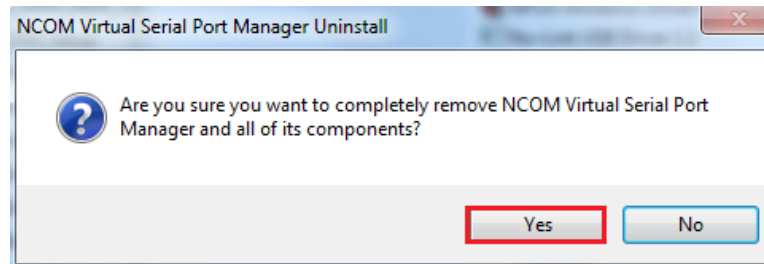 NCOM Virtual Serial Port Manager Uninstall
Are you sure you want to completely remove NCOM Virtual Serial Port
Manager and all of its components?
Yes
No